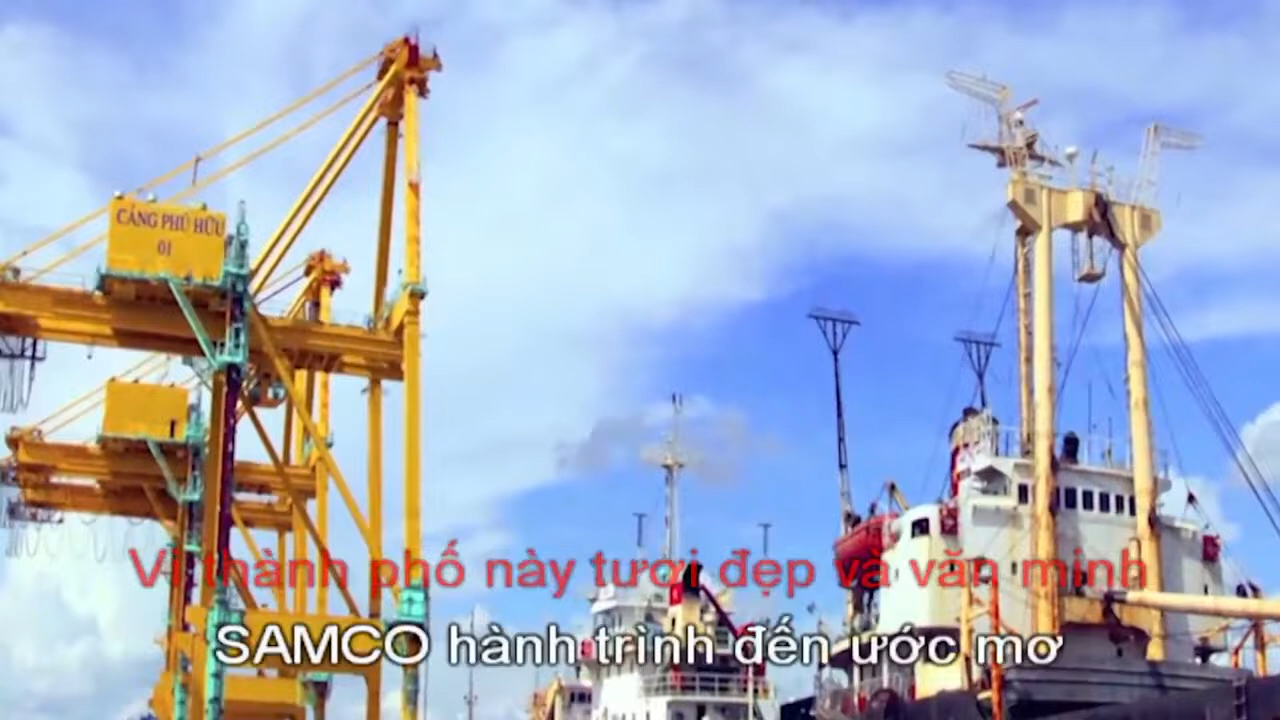 CẢNG PHÚ HỮU
01
Vì thành phố này tươi đẹp và văn minh
SAMCO hành trình đến ước mơ